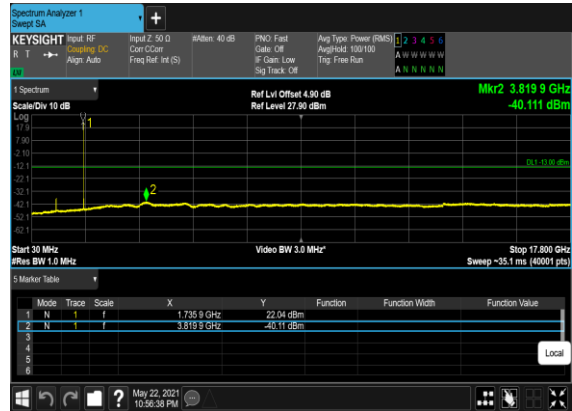 Spectrum Analyzer 1
Swept SA
+
KEYSIGHT
R T
LW
Input: RF
Coupling: DC
Align: Auto
Input Z: 50 Ω
Corr CCorr
Freq Ref: Int (S)
#Atten: 40 dB
PNO: Fast
Gate: Off
IF Gain: Low
Sig Track: Off
Avg Type: Power (RMS)
Avg|Hold: 100/100
Trig: Free Run
1 2 3 4 5 6
A W W W W W
A N N N N N
1 Spectrum
Scale/Div 10 dB
Ref Lvl Offset 4.90 dB
Ref Level 27.90 dBm
Mkr2 3.819 9 GHz
-40.111 dBm
Log
17.9
7.90
-2.10
-12.1
-22.1
-32.1
-42.1
-52.1
-62.1
1
2
DL1 -13.00 dBm
Start 30 MHz
#Res BW 1.0 MHz
Video BW 3.0 MHz*
Stop 17.800 GHz
Sweep ~35.1 ms (40001 pts)
5 Marker Table
Mode Trace Scale X Y Function Function Width Function Value
1 N 1 f 1.735 9 GHz 22.04 dBm
2 N 1 f 3.819 9 GHz -40.11 dBm
3
4
5
6
Local
?
May 22, 2021
10:56:38 PM